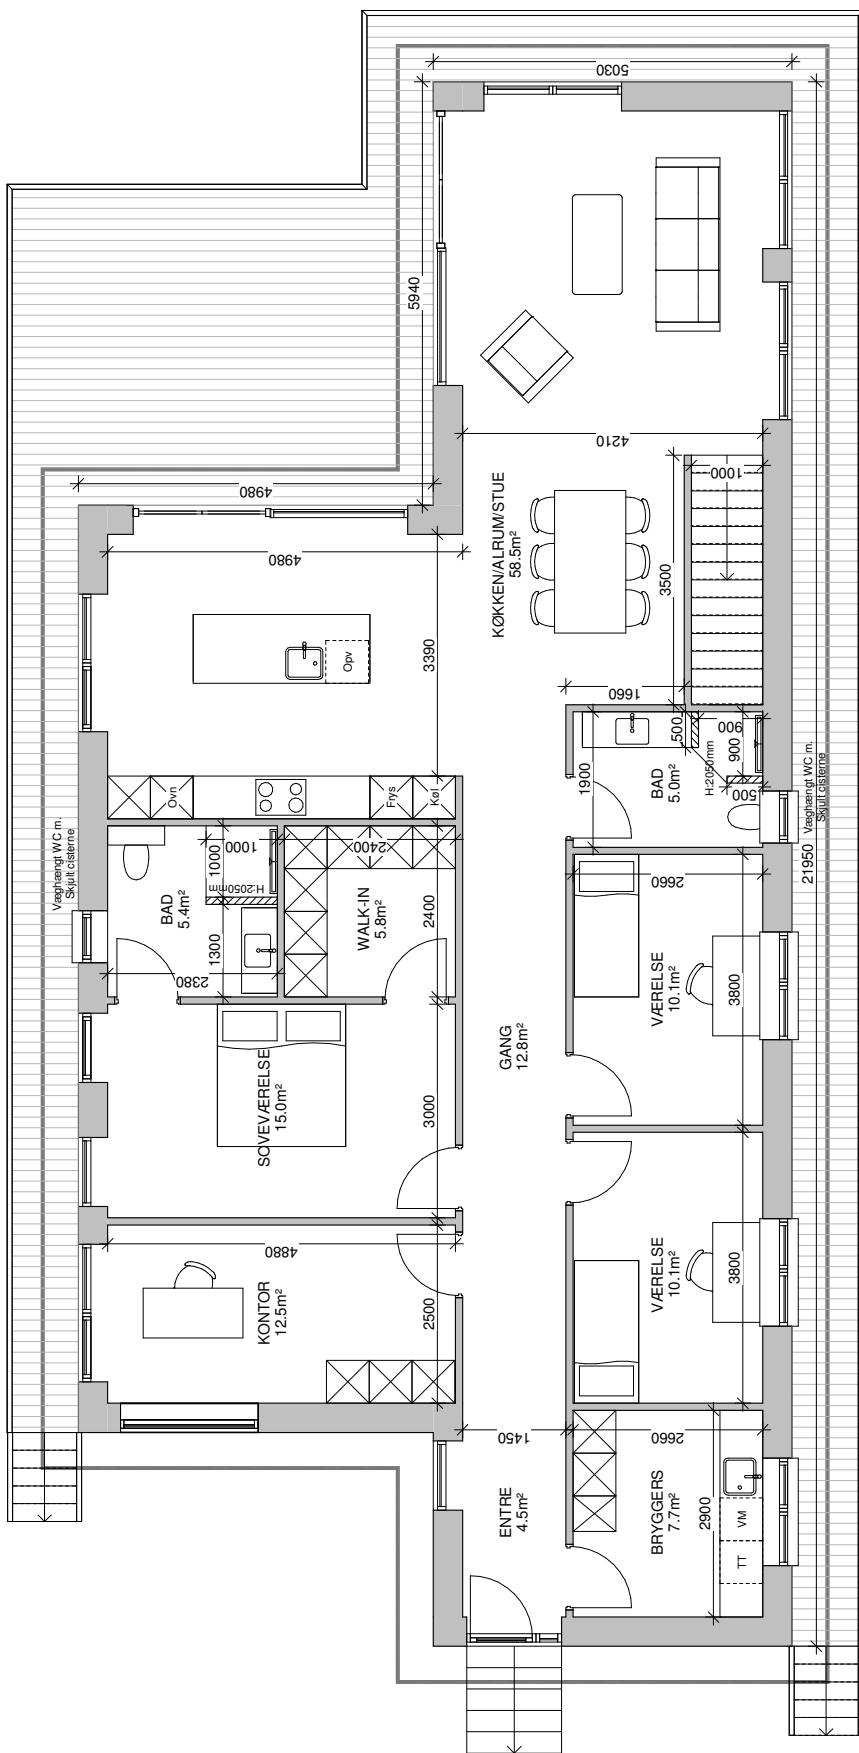 5030
5940
4980
4980
3390
4210
KØKKEN/ALRUM/STUE
58.5m²
3500
1000
Opv
Ovn
Frys
Køl
1660
500
900
900
H:2050mm
500
1900
BAD
5.0m²
Væghængt WC m.
Skjult cisterne
21950
Væghængt WC m.
Skjult cisterne
BAD
5.4m²
1000
1000
H:2050mm
1300
2380
WALK-IN
5.8m²
2400
2400
GANG
12.8m²
2660
VÆRELSE
10.1m²
3800
SOVEVÆRELSE
15.0m²
3000
KONTOR
12.5m²
4880
2500
VÆRELSE
10.1m²
3800
1450
2660
ENTRE
4.5m²
BRYGGERS
7.7m²
2900
VM
TT